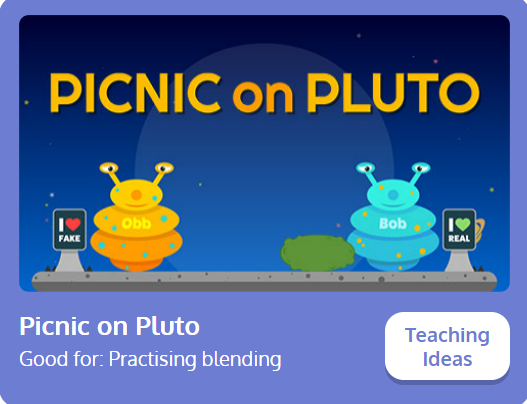 PICNIC on PLUTO
Obb
Bob
I ❤
FAKE
I 💚
REAL
Picnic on Pluto
Good for: Practising blending
Teaching
Ideas